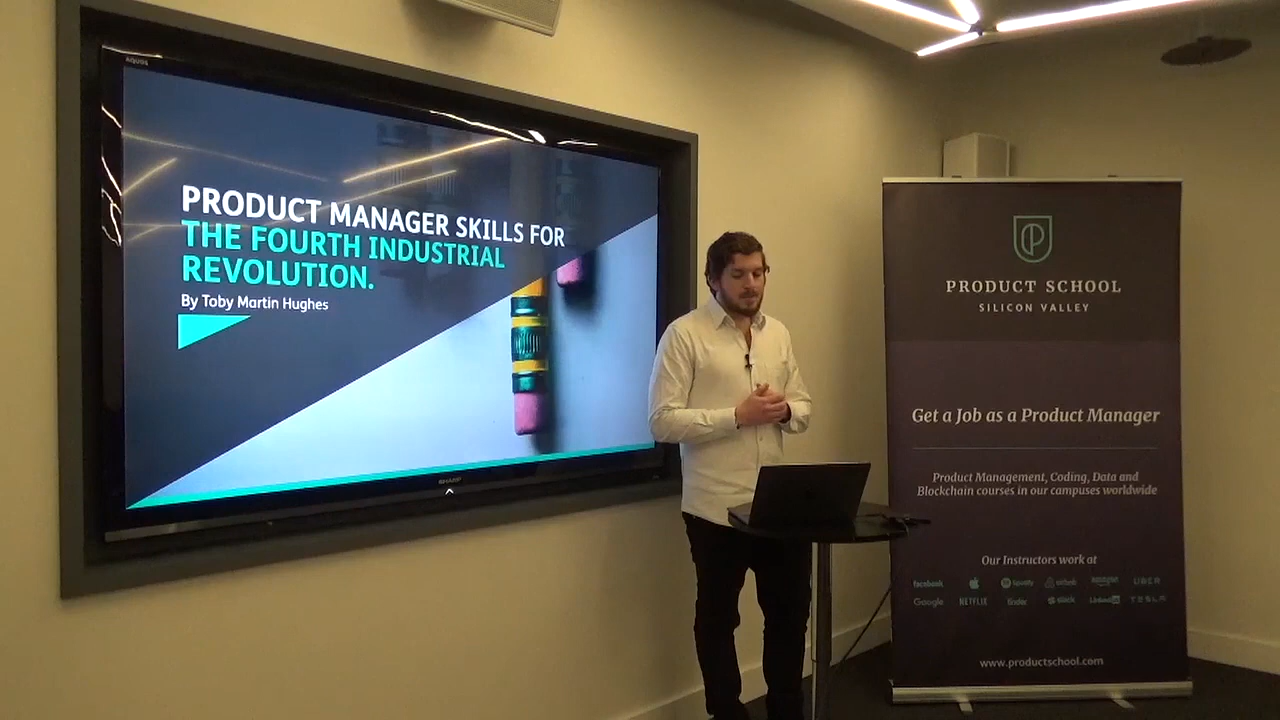 AQUOS
PRODUCT MANAGER SKILLS FOR
THE FOURTH INDUSTRIAL
REVOLUTION.
By Toby Martin Hughes
SHARP
PRODUCT SCHOOL
SILICON VALLEY
Get a Job as a Product Manager
Product Management, Coding, Data and
Blockchain courses in our campuses worldwide
Our Instructors work at
facebook Spotify airbnb amazon UBER
Google NETFLIX tinder slack LinkedIn TESLA
www.productschool.com